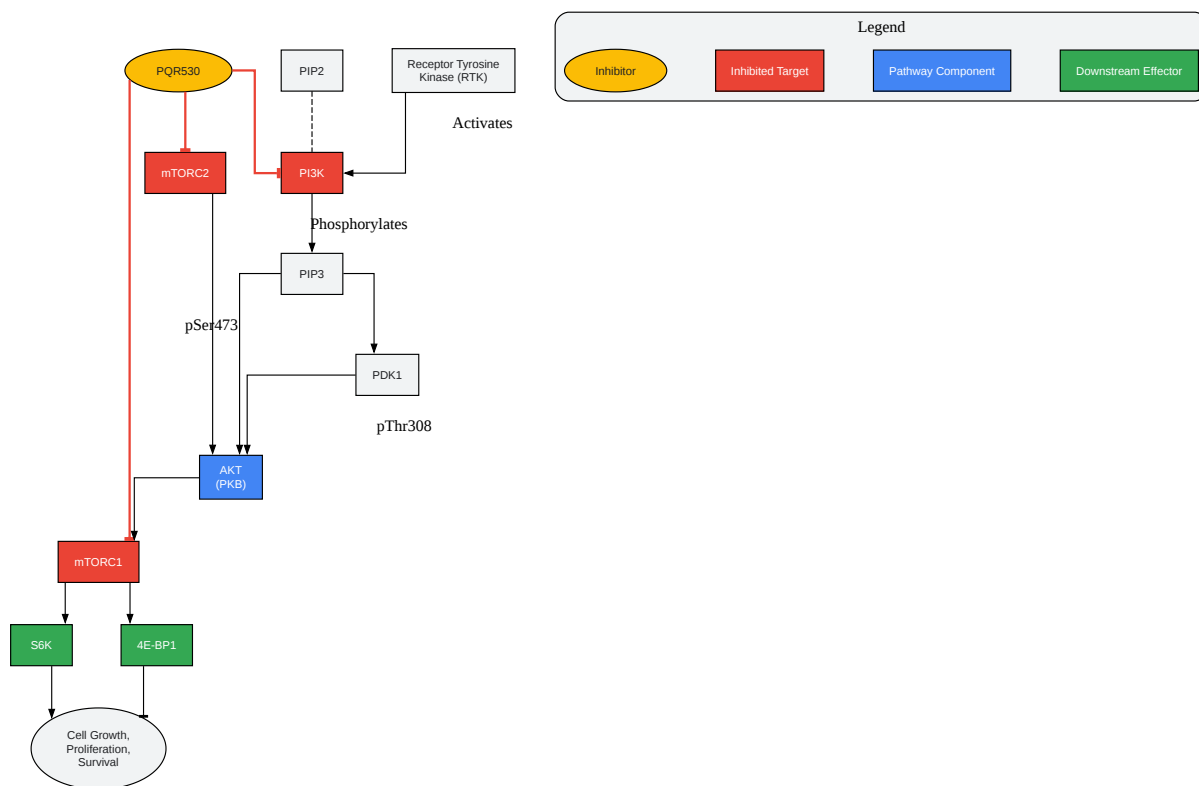 Legend
Inhibitor
Inhibited Target
Pathway Component
Downstream Effector
PQR530
PIP2
Receptor Tyrosine
Kinase (RTK)
Activates
mTORC2
PI3K
Phosphorylates
PIP3
pSer473
PDK1
pThr308
AKT
(PKB)
mTORC1
S6K
4E-BP1
Cell Growth,
Proliferation,
Survival